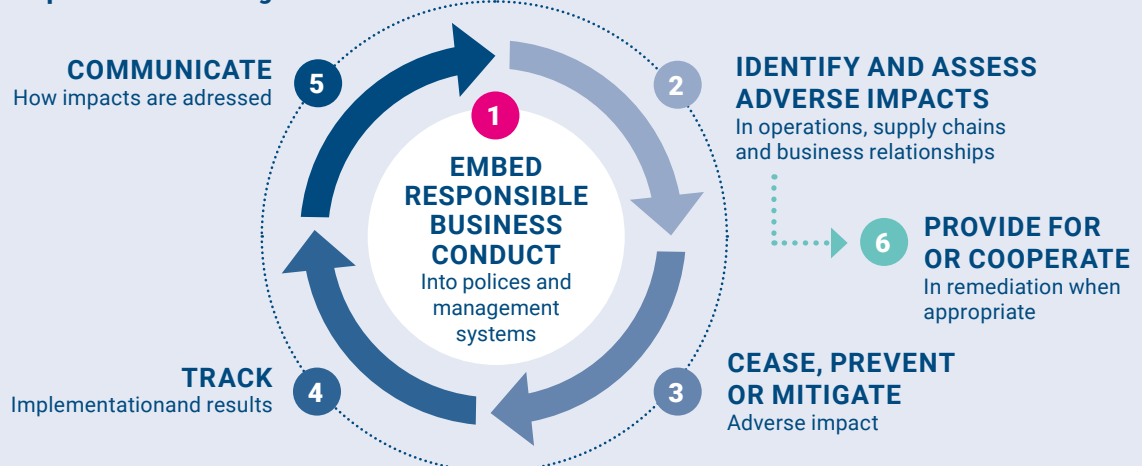 5
COMMUNICATE
How impacts are adressed
1
EMBED
RESPONSIBLE
BUSINESS
CONDUCT
Into polices and
management
systems
2
IDENTIFY AND ASSESS
ADVERSE IMPACTS
In operations, supply chains
and business relationships
6
PROVIDE FOR
OR COOPERATE
In remediation when
appropriate
4
TRACK
Implementationand results
3
CEASE, PREVENT
OR MITIGATE
Adverse impact